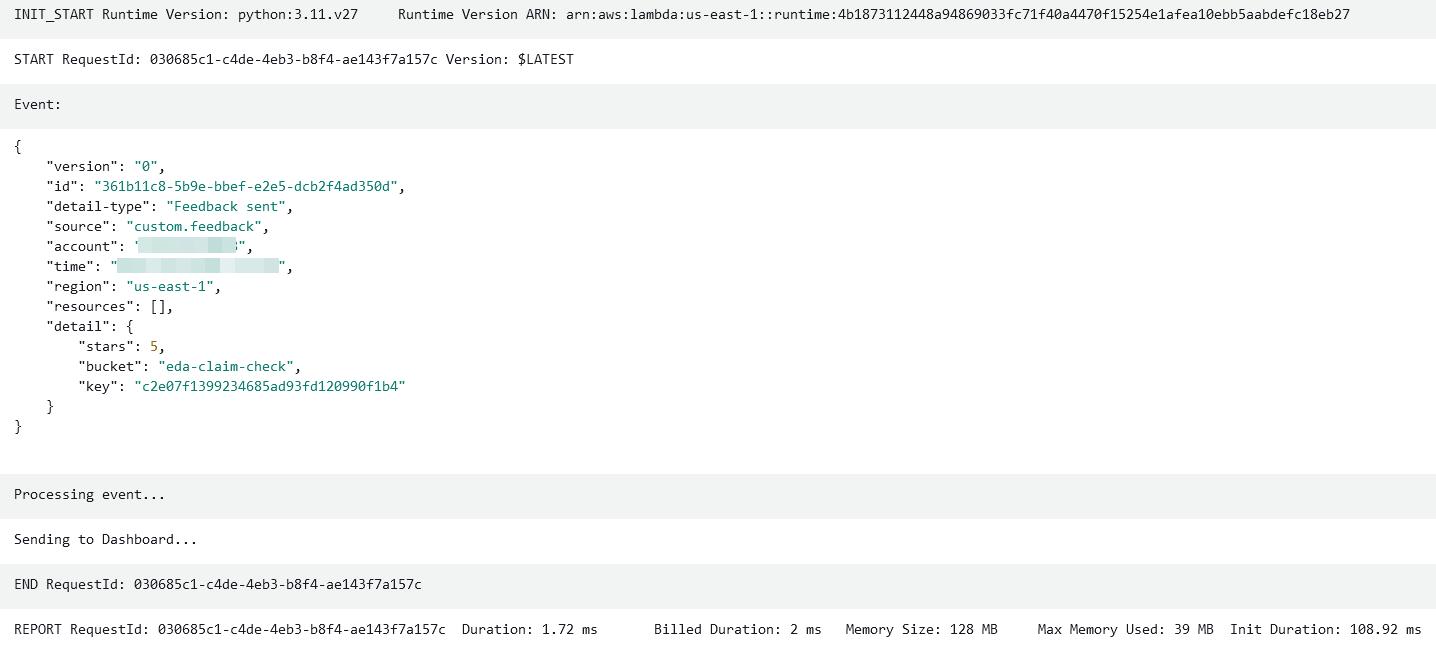 INIT_START Runtime Version: python:3.11.v27     Runtime Version ARN: arn:aws:lambda:us-east-1::runtime:4b1873112448a94869033fc71f40a4470f15254e1afea10ebb5aabdefc18eb27
START RequestId: 030685c1-c4de-4eb3-b8f4-ae143f7a157c Version: $LATEST
Event:
{
    "version": "0",
    "id": "361b11c8-5b9e-bbef-e2e5-dcb2f4ad350d",
    "detail-type": "Feedback sent",
    "source": "custom.feedback",
    "account": "",
    "time": "",
    "region": "us-east-1",
    "resources": [],
    "detail": {
        "stars": 5,
        "bucket": "eda-claim-check",
        "key": "c2e07f1399234685ad93fd120990f1b4"
    }
}
Processing event...
Sending to Dashboard...
END RequestId: 030685c1-c4de-4eb3-b8f4-ae143f7a157c
REPORT RequestId: 030685c1-c4de-4eb3-b8f4-ae143f7a157c  Duration: 1.72 ms       Billed Duration: 2 ms   Memory Size: 128 MB     Max Memory Used: 39 MB  Init Duration: 108.92 ms